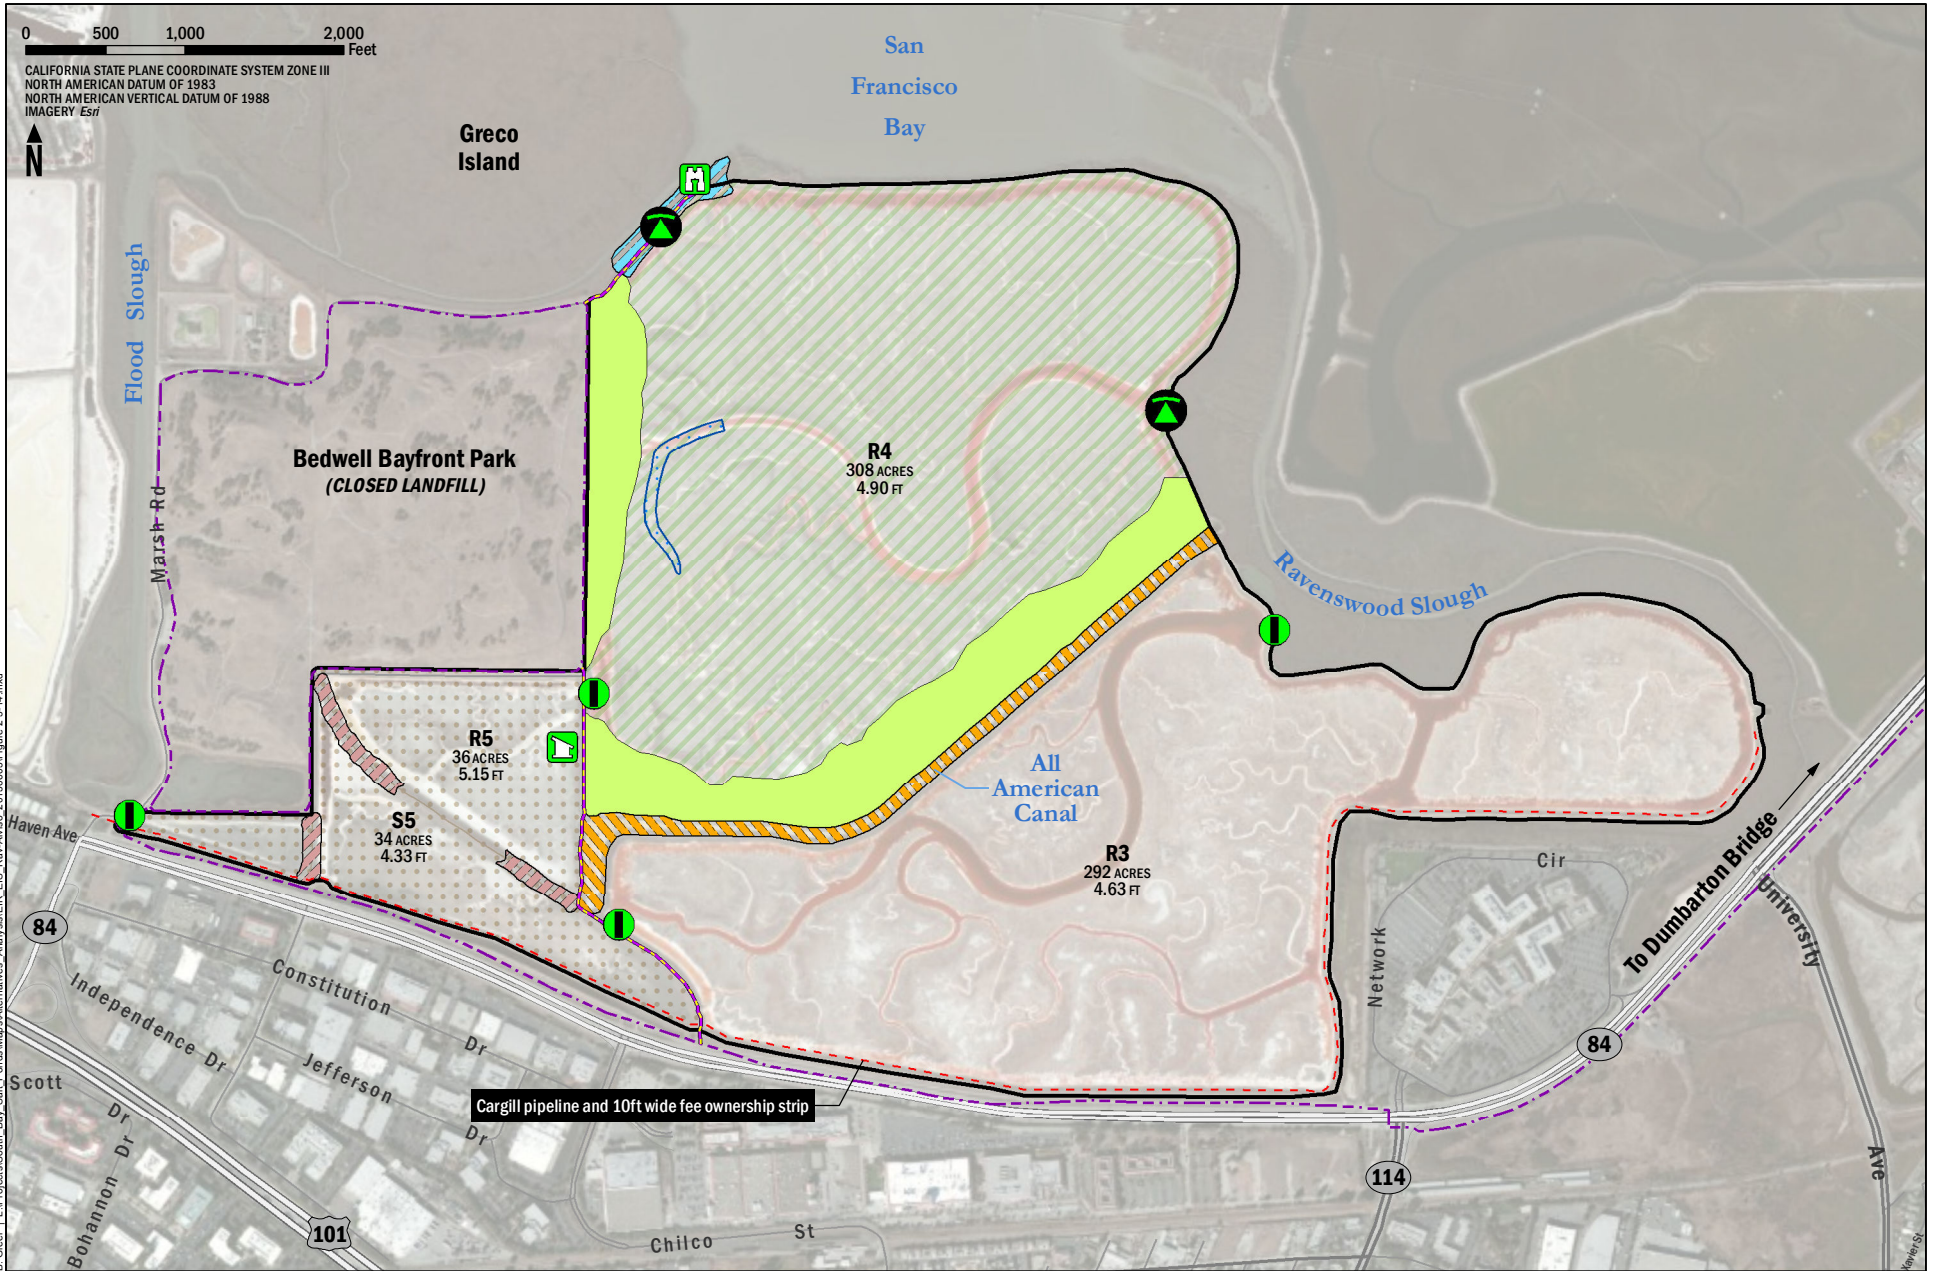 0 500 1,000 2,000
Feet
CALIFORNIA STATE PLANE COORDINATE SYSTEM ZONE III
NORTH AMERICAN DATUM OF 1983
NORTH AMERICAN VERTICAL DATUM OF 1988
IMAGERY Esri
N
San
Francisco
Bay
Greco
Island
Flood Slough
Marsh Rd
Bedwell Bayfront Park
(CLOSED LANDFILL)
R4
308 ACRES
4.90 FT
Ravenswood Slough
R5
36 ACRES
5.15 FT
S5
34 ACRES
4.33 FT
All
American
Canal
R3
292 ACRES
4.63 FT
Haven Ave
84
Cir
Network
To Dumbarton Bridge
University
Ave
84
Constitution
Dr
Independence Dr
Jefferson
Dr
Scott
Dr
Bohannon Dr
Cargill pipeline and 10ft wide fee ownership strip
114
101
Chilco St
Xavier St